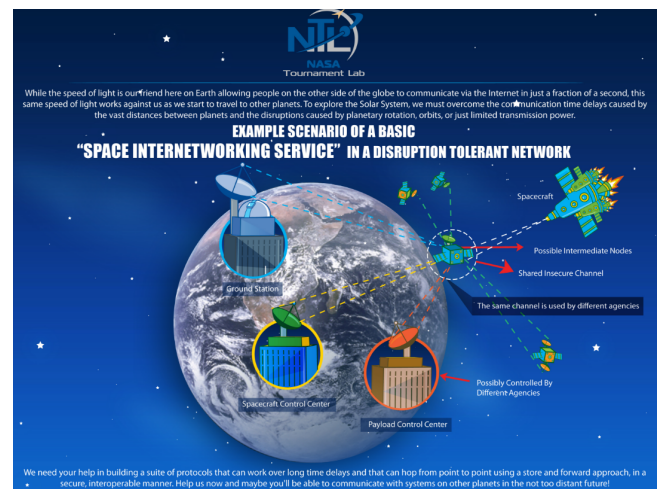 NTL
NASA
Tournament Lab
While the speed of light is our friend here on Earth allowing people on the other side of the globe to communicate via the Internet in just a fraction of a second, this
same speed of light works against us as we start to travel to other planets. To explore the Solar System, we must overcome the communication time delays caused by
the vast distances between planets and the disruptions caused by planetary rotation, orbits, or just limited transmission power.
EXAMPLE SCENARIO OF A BASIC
“SPACE INTERNETWORKING SERVICE” IN A DISRUPTION TOLERANT NETWORK
Spacecraft
Possible Intermediate Nodes
Shared Insecure Channel
Ground Station
The same channel is used by different agencies
Possibly Controlled By
Different Agencies
Spacecraft Control Center
Payload Control Center
We need your help in building a suite of protocols that can work over long time delays and that can hop from point to point using a store and forward approach, in a
secure, interoperable manner. Help us now and maybe you'll be able to communicate with systems on other planets in the not too distant future!